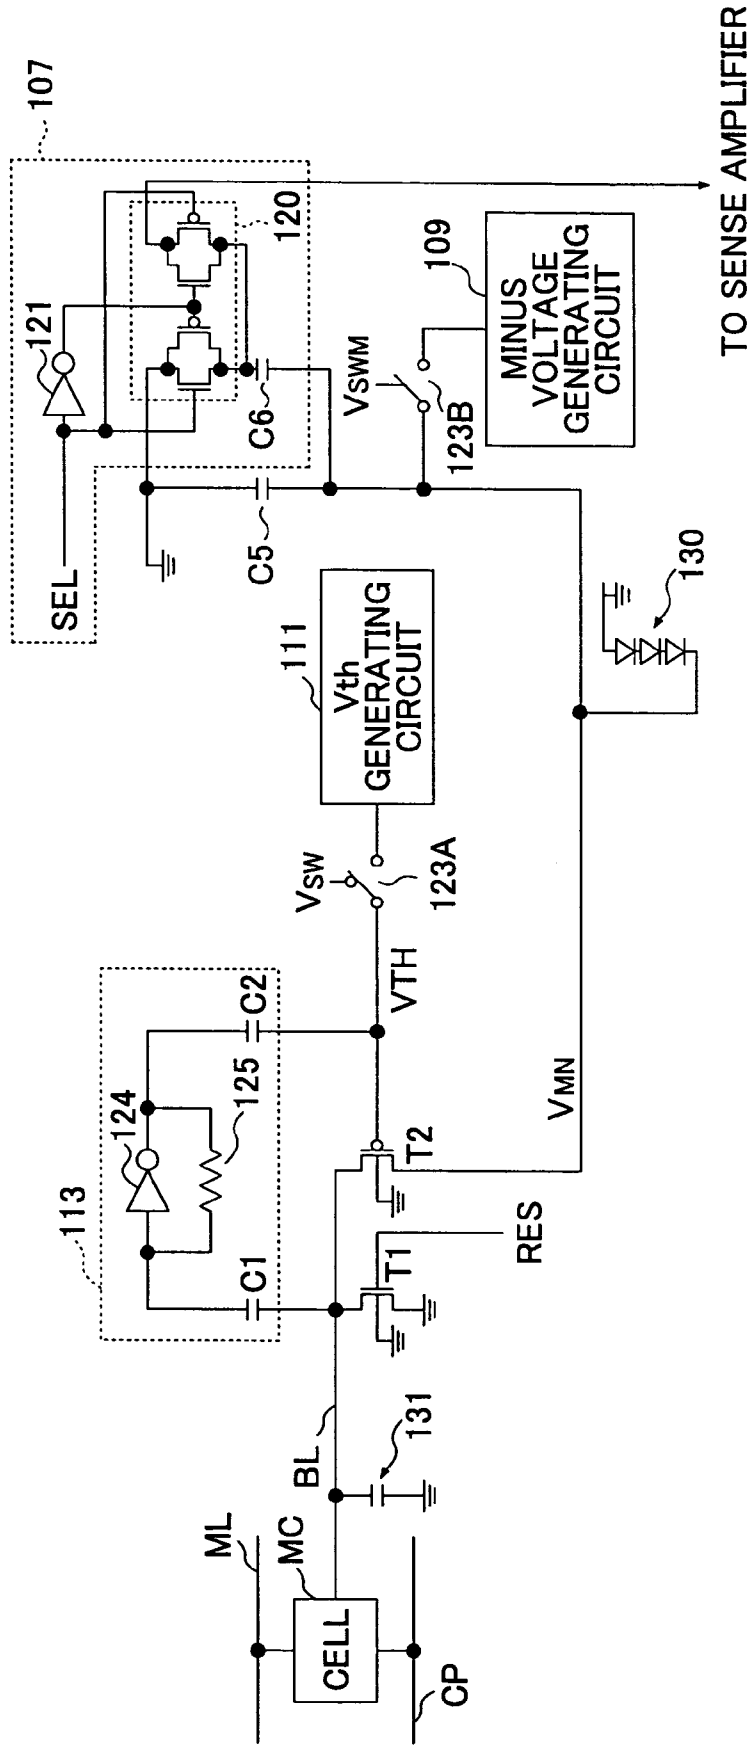 107
121
120
SEL
C6
C5
VSWM
123B
109
MINUS
VOLTAGE
GENERATING
CIRCUIT
TO SENSE AMPLIFIER
130
111
Vth
GENERATING
CIRCUIT
VSW
123A
VTH
VMN
113
124
125
C2
C1
T2
T1
RES
BL
131
ML
MC
CELL
CP